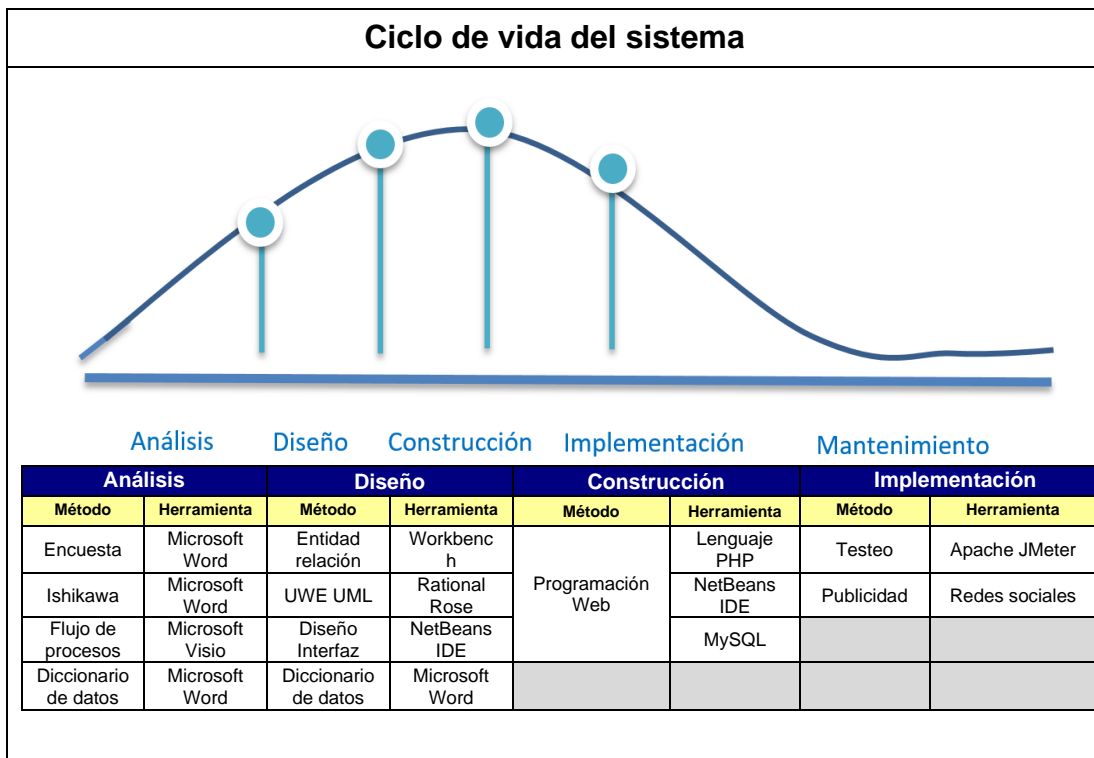 Ciclo de vida del sistema
Análisis Diseño Construcción Implementación Mantenimiento
Análisis Diseño Construcción Implementación
Método Herramienta Método Herramienta Método Herramienta Método Herramienta
Encuesta
Microsoft
Word
Entidad
relación
Workbenc
h
Programación
Web
Lenguaje
PHP
Testeo
Apache JMeter
Ishikawa
Microsoft
Word
UWE UML
Rational
Rose
NetBeans
IDE
Publicidad
Redes sociales
Flujo de
procesos
Microsoft
Visio
Diseño
Interfaz
NetBeans
IDE
MySQL
Diccionario
de datos
Microsoft
Word
Diccionario
de datos
Microsoft
Word